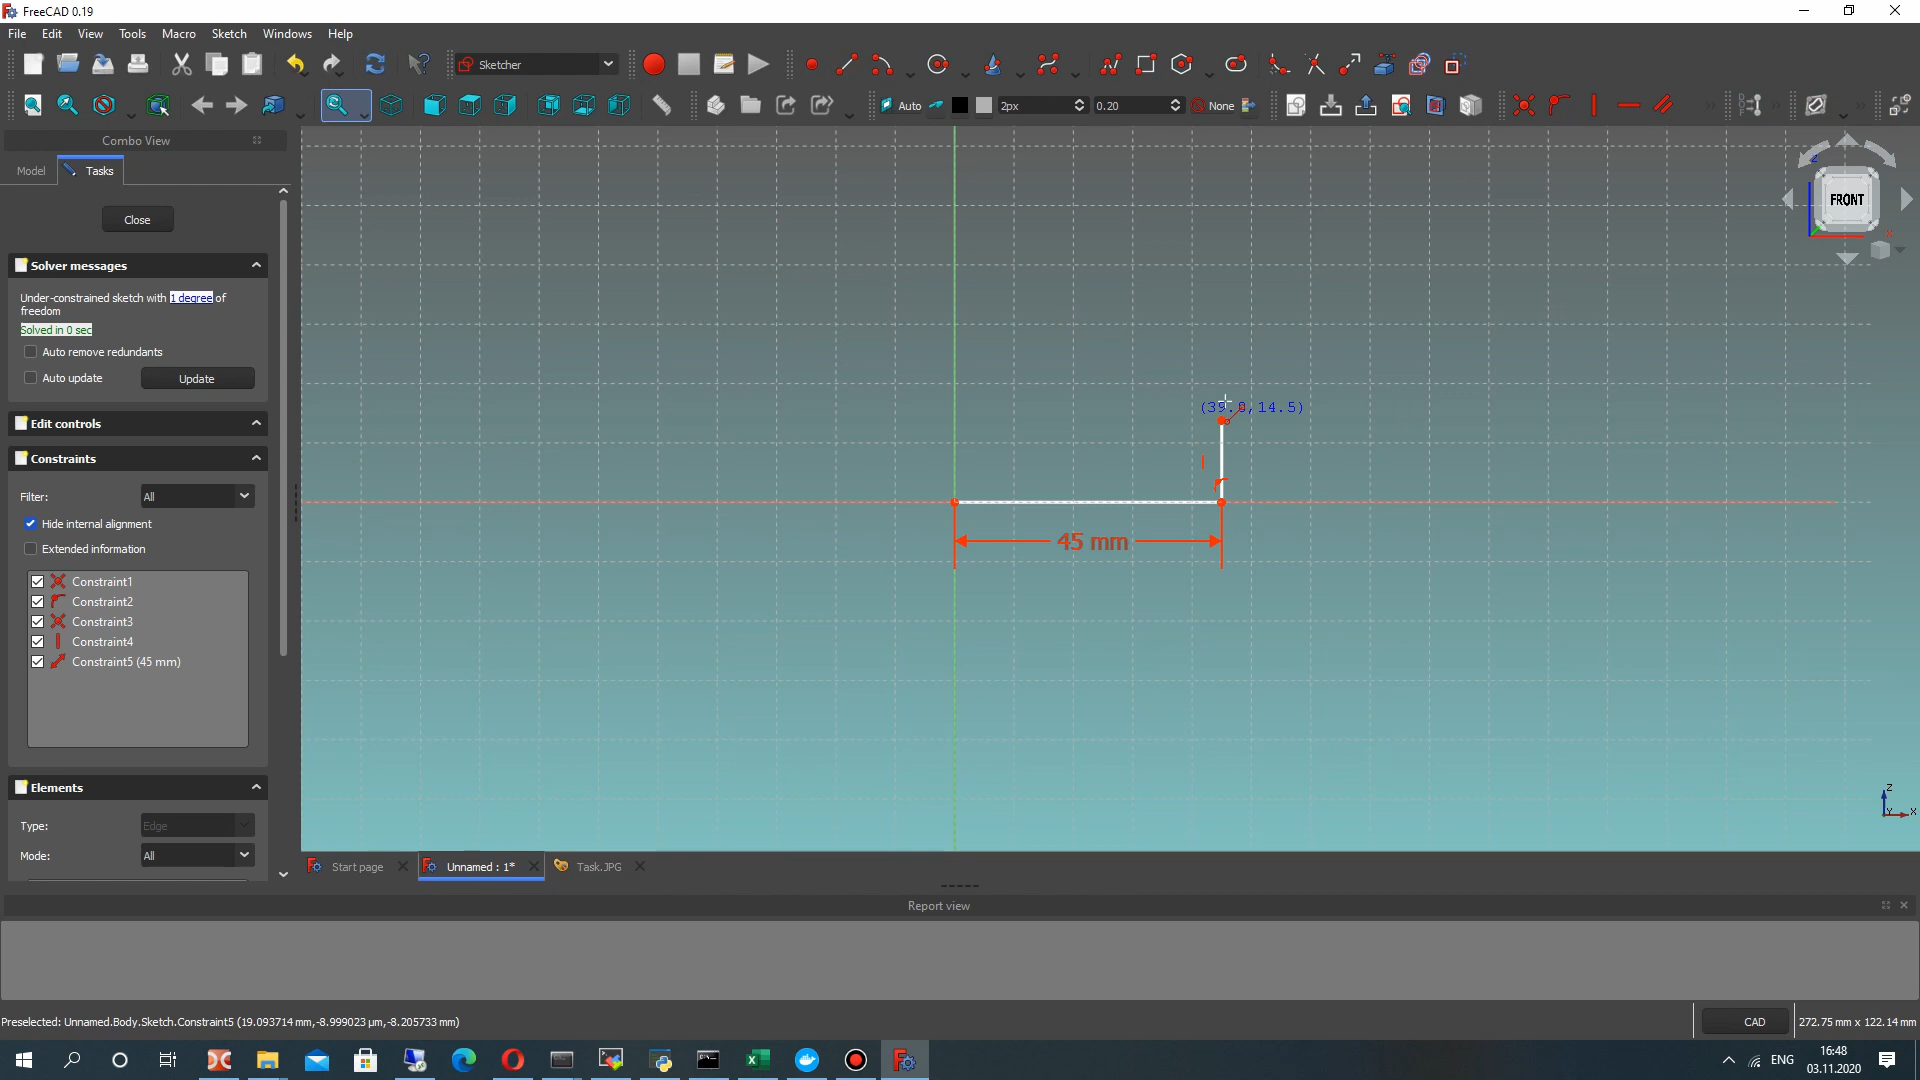 FreeCAD 0.19
File Edit View Tools Macro Sketch Windows Help
Sketcher
Auto 2px 0.20 None
Combo View
Model Tasks
Close
Solver messages
Under-constrained sketch with 1 degree of
freedom
Solved in 0 sec
Auto remove redundants
Auto update Update
Edit controls
Constraints
Filter: All
Hide internal alignment
Extended information
Constraint1
Constraint2
Constraint3
Constraint4
Constraint5 (45 mm)
Elements
Type: Edge
Mode: All
FRONT
Z
X
(39.0,14.5)
45 mm
Z
Y X
Start page Unnamed : 1* Task.JPG
Report view
Preselected: Unnamed.Body.Sketch.Constraint5 (19.093714 mm,-8.999023 µm,-8.205733 mm)
CAD 272.75 mm x 122.14 mm
ENG 16:48
03.11.2020